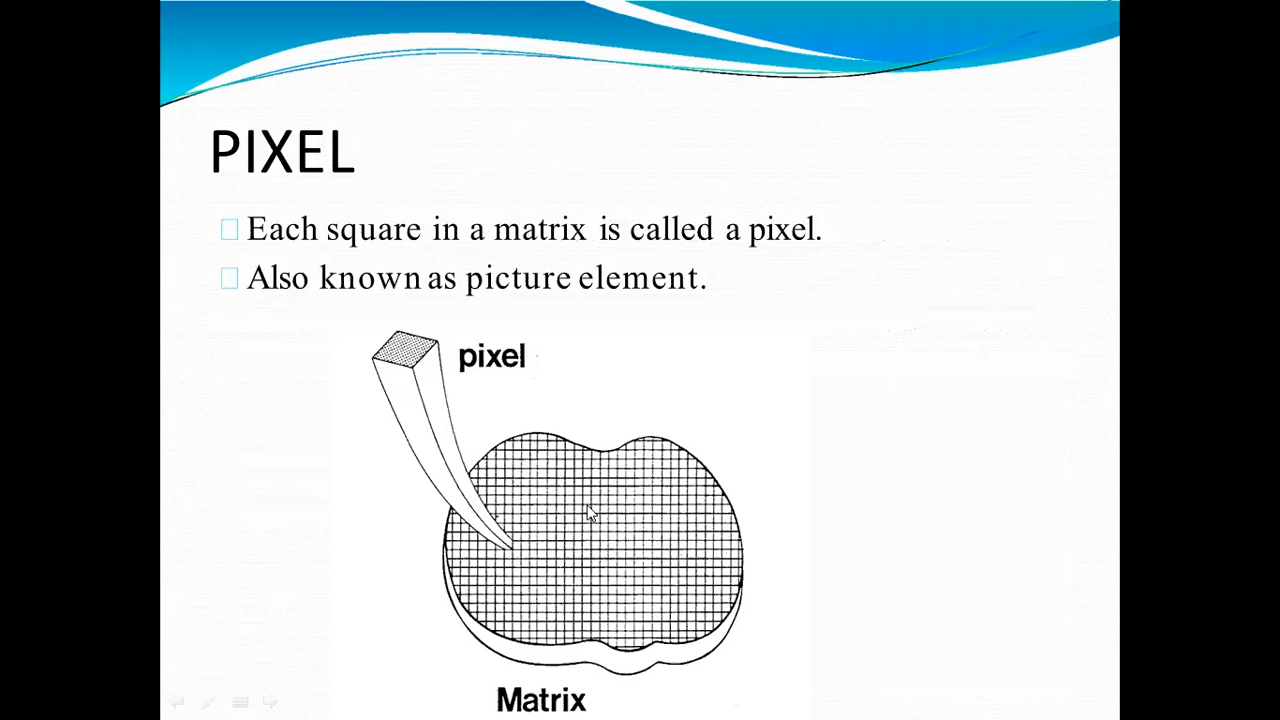 PIXEL
Each square in a matrix is called a pixel.
Also known as picture element.
pixel
Matrix